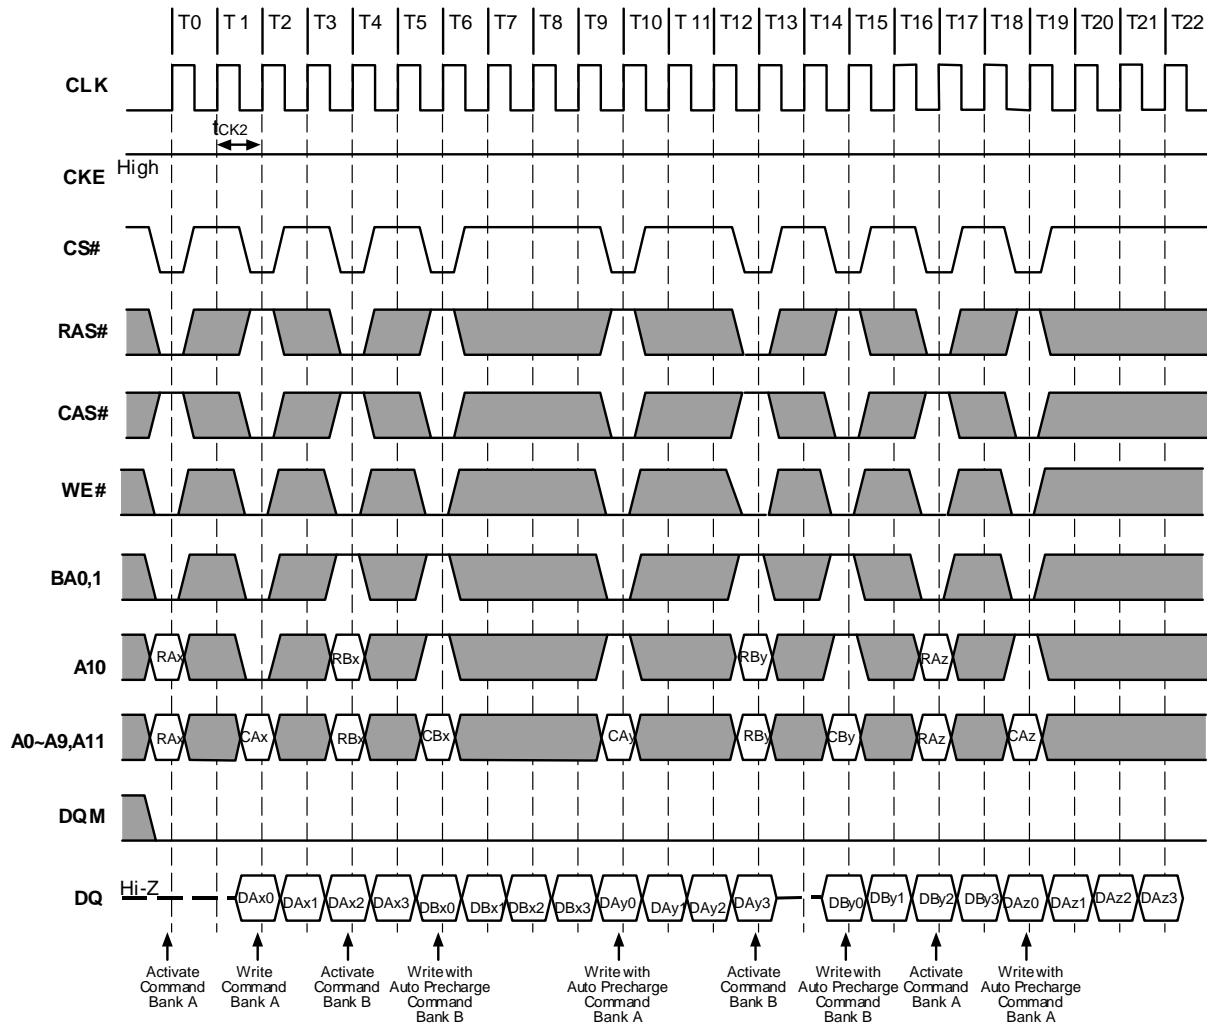 T0 T 1 T2 T3 T4 T5 T6 T7 T8 T9 T10 T 11 T12 T13 T14 T15 T16 T17 T18 T19 T20 T21 T22
CLK
tCK2
High
CKE
CS#
RAS#
CAS#
WE#
BA0,1
A10 RAx RBx RBy RAz
A0~A9,A11 RAx CAx RBx CBx CAy RBy CBy RAz CAz
DQM
Hi-Z
DQ DAx0 DAx1 DAx2 DAx3 DBx0 DBx1 DBx2 DBx3 DAy0 DAy1 DAy2 DAy3 DBy0 DBy1 DBy2 DBy3 DAz0 DAz1 DAz2 DAz3
Activate
Command
Bank A
Write
Command
Bank A
Activate
Command
Bank B
Write with
Auto Precharge
Command
Bank B
Write with
Auto Precharge
Command
Bank A
Activate
Command
Bank B
Write with
Auto Precharge
Command
Bank B
Activate
Command
Bank A
Write with
Auto Precharge
Command
Bank A